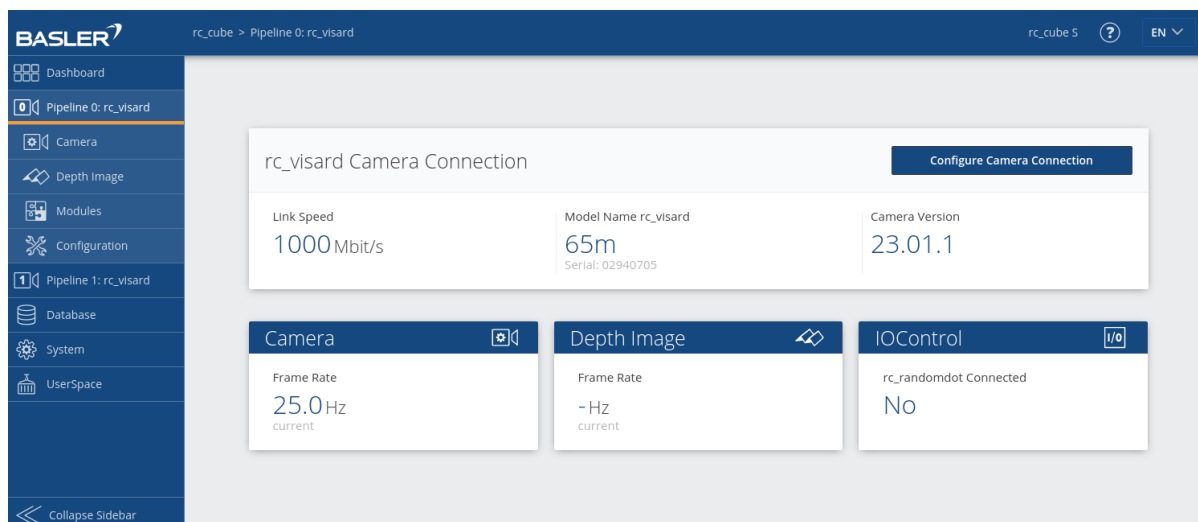 BASLER
rc_cube > Pipeline 0: rc_visard
rc_cube S
?
EN
Dashboard
0 Pipeline 0: rc_visard
Camera
Depth Image
Modules
Configuration
1 Pipeline 1: rc_visard
Database
System
UserSpace
Collapse Sidebar
rc_visard Camera Connection
Configure Camera Connection
Link Speed
1000 Mbit/s
Model Name rc_visard
65m
Serial: 02940705
Camera Version
23.01.1
Camera
Frame Rate
25.0 Hz
current
Depth Image
Frame Rate
- Hz
current
IOControl
I/O
rc_randomdot Connected
No